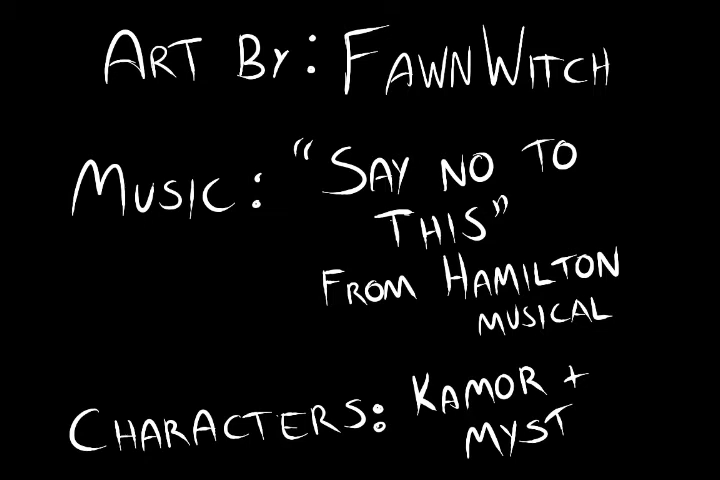 Art By: FawnWitch
Music: "Say no to
This"
From Hamilton
Musical
Characters: Kamor +
Myst